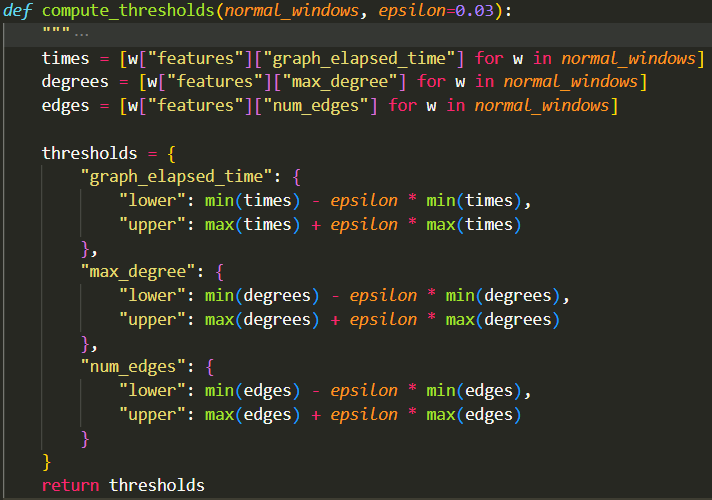 def compute_thresholds(normal_windows, epsilon=0.03):
    """...
    times = [w["features"]["graph_elapsed_time"] for w in normal_windows]
    degrees = [w["features"]["max_degree"] for w in normal_windows]
    edges = [w["features"]["num_edges"] for w in normal_windows]

    thresholds = {
        "graph_elapsed_time": {
            "lower": min(times) - epsilon * min(times),
            "upper": max(times) + epsilon * max(times)
        },
        "max_degree": {
            "lower": min(degrees) - epsilon * min(degrees),
            "upper": max(degrees) + epsilon * max(degrees)
        },
        "num_edges": {
            "lower": min(edges) - epsilon * min(edges),
            "upper": max(edges) + epsilon * max(edges)
        }
    }
    return thresholds